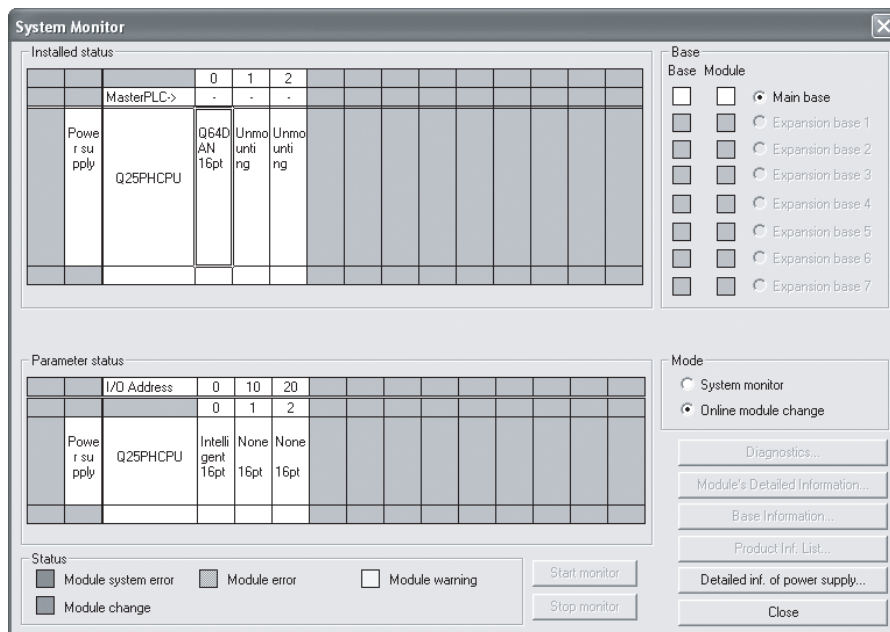 System Monitor
Installed status
0 1 2
MasterPLC-> - - -
Powe
r su
pply
Q25PHCPU
Q64D
AN
16pt
Unmo
unti
ng
Unmo
unti
ng
Base
Base Module
Main base
Expansion base 1
Expansion base 2
Expansion base 3
Expansion base 4
Expansion base 5
Expansion base 6
Expansion base 7
Parameter status
I/O Address 0 10 20
0 1 2
Powe
r su
pply
Q25PHCPU
Intelli
gent
16pt
None
16pt
None
16pt
Mode
System monitor
Online module change
Diagnostics...
Module's Detailed Information...
Base Information...
Product Inf. List...
Detailed inf. of power supply...
Close
Status
Module system error
Module error
Module warning
Module change
Start monitor
Stop monitor